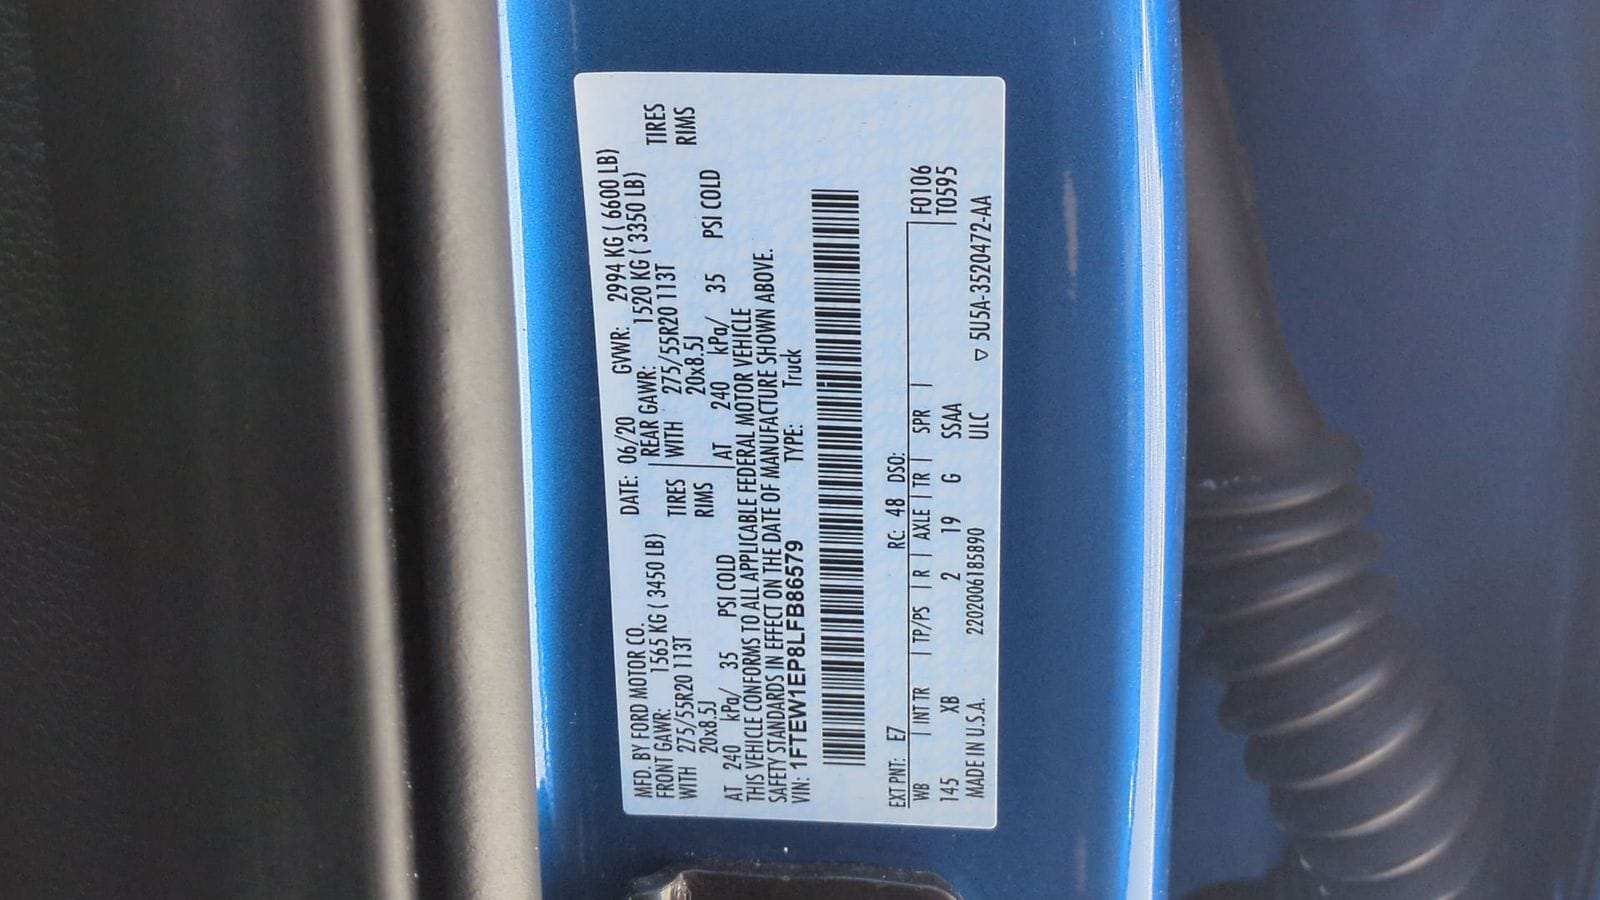 MFD. BY FORD MOTOR CO. DATE: 06/20 GVWR: 2994 KG ( 6600 LB)
FRONT GAWR: 1565 KG ( 3450 LB) REAR GAWR: 1520 KG ( 3350 LB)
WITH 275/55R20 113T TIRES WITH 275/55R20 113T TIRES
20x8.5J RIMS 20x8.5J RIMS
AT 240 kPa/ 35 PSI COLD AT 240 kPa/ 35 PSI COLD
THIS VEHICLE CONFORMS TO ALL APPLICABLE FEDERAL MOTOR VEHICLE
SAFETY STANDARDS IN EFFECT ON THE DATE OF MANUFACTURE SHOWN ABOVE.
VIN: 1FTEW1EP8LFB86579 TYPE: Truck
EXT PNT: E7 RC: 48 DSO:
WB INT TR TP/PS R AXLE TR SPR F0106
145 XB 2 19 G SSAA T0595
MADE IN U.S.A. 2202006185890 ULC ▽ 5U5A-3520472-AA